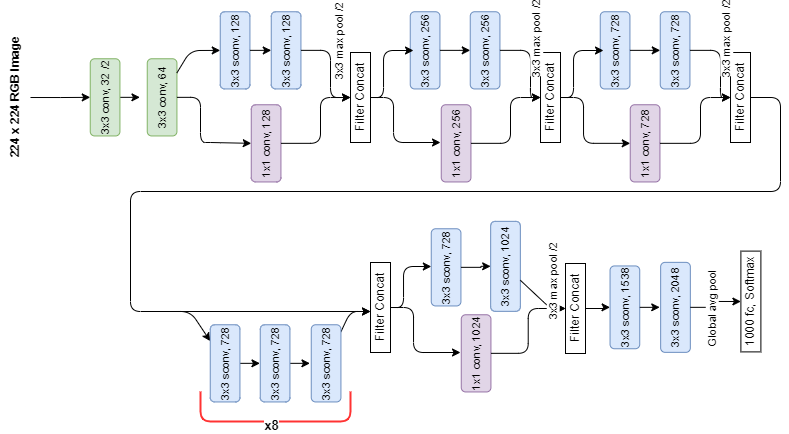 224 x 224 RGB Image
3x3 conv, 32 /2
3x3 conv, 64
3x3 sconv, 128
3x3 sconv, 128
1x1 conv, 128
3x3 max pool /2
Filter Concat
3x3 sconv, 256
3x3 sconv, 256
1x1 conv, 256
3x3 max pool /2
Filter Concat
3x3 sconv, 728
3x3 sconv, 728
1x1 conv, 728
3x3 max pool /2
Filter Concat
3x3 sconv, 728
3x3 sconv, 728
3x3 sconv, 728
x8
Filter Concat
3x3 sconv, 728
3x3 sconv, 1024
1x1 conv, 1024
3x3 max pool /2
Filter Concat
3x3 sconv, 1538
3x3 sconv, 2048
Global avg pool
1000 fc, Softmax